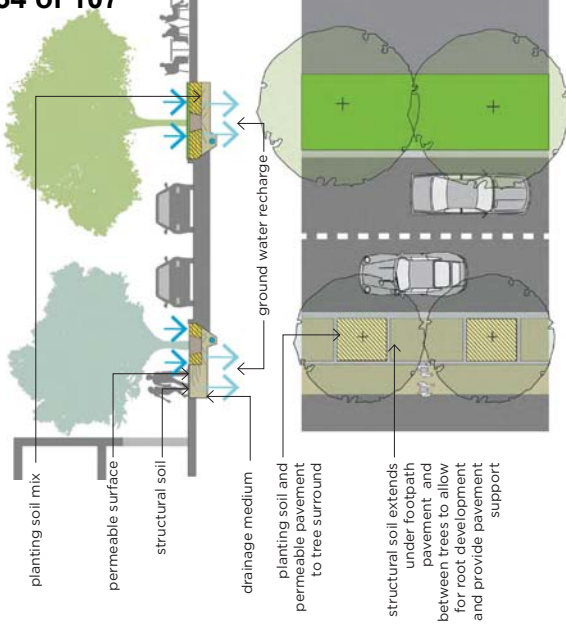 64 of 107
planting soil mix
permeable surface
structural soil
drainage medium
ground water recharge
planting soil and
permeable pavement
to tree surround
structural soil extends
under footpath
pavement and
between trees to allow
for root development
and provide pavement
support